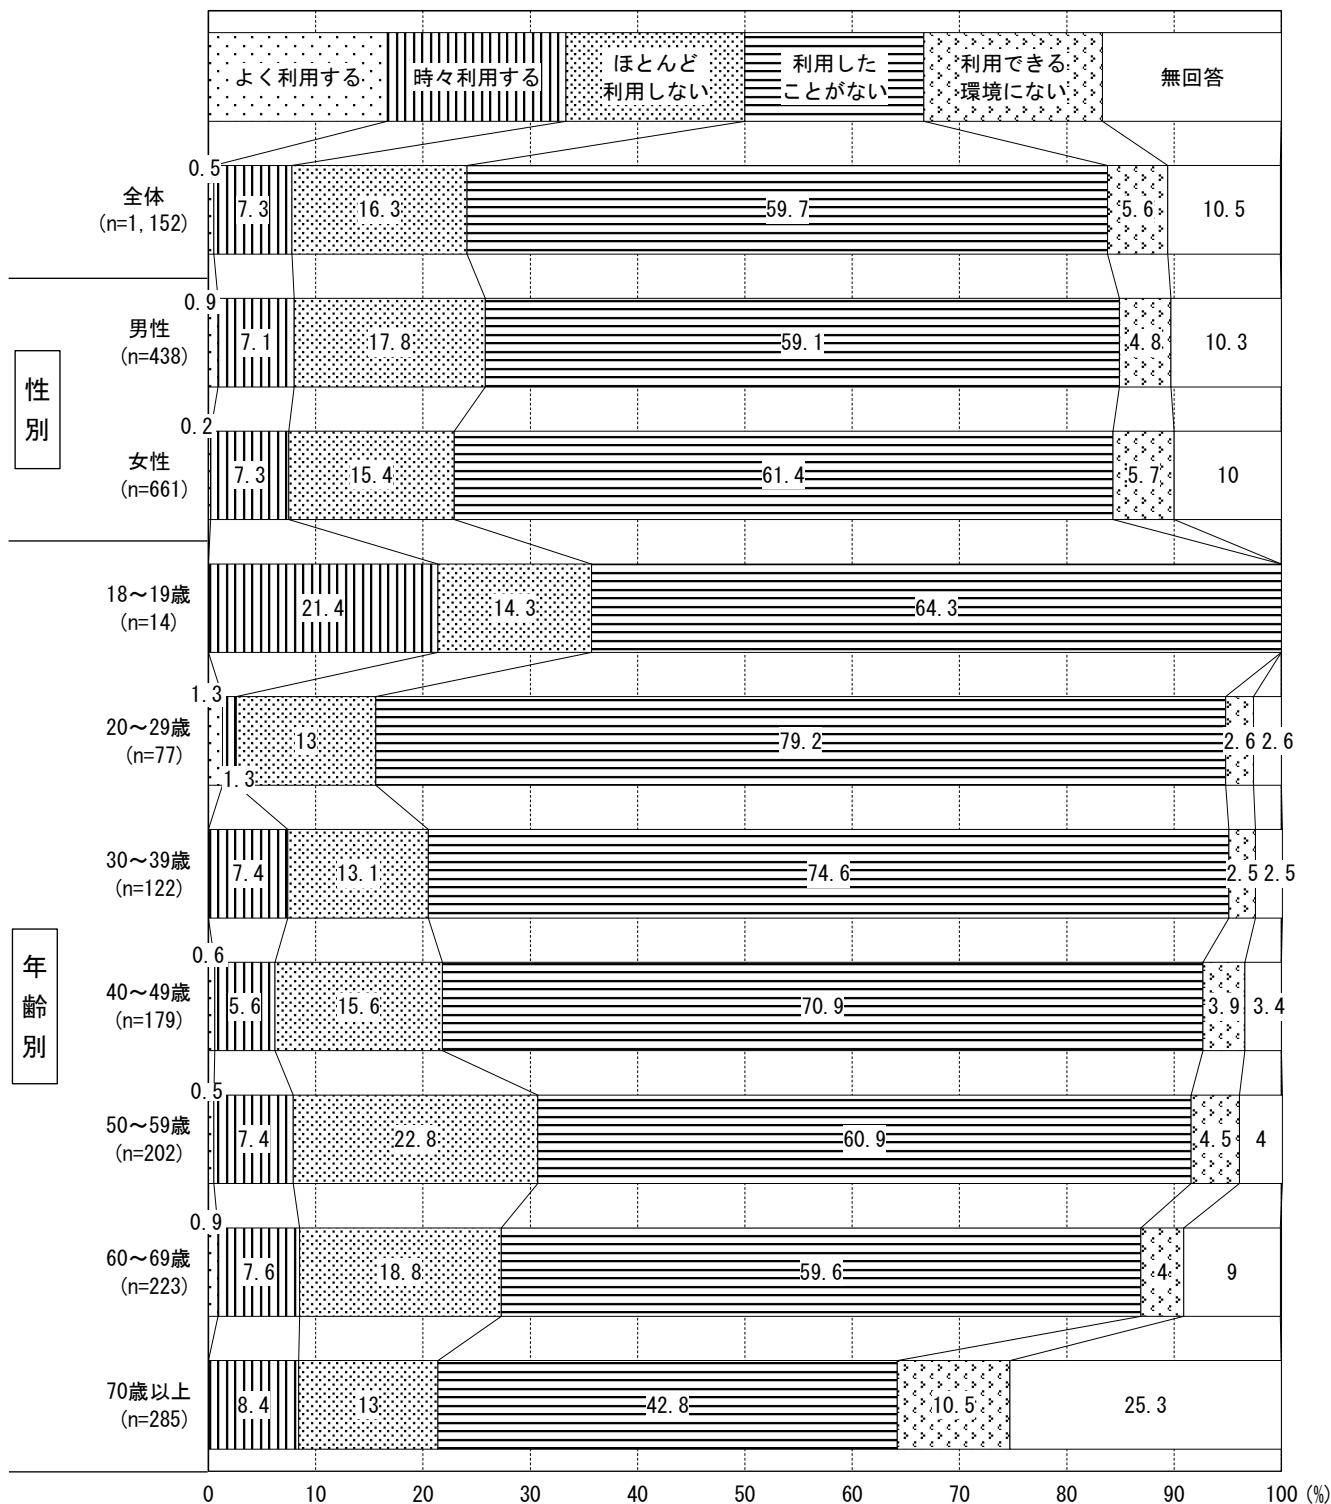 よく利用する
時々利用する
ほとんど
利用しない
利用した
ことがない
利用できる
環境にない
無回答
全体
(n=1,152)
0.5
7.3
16.3
59.7
5.6
10.5
性別
男性
(n=438)
0.9
7.1
17.8
59.1
4.8
10.3
女性
(n=661)
0.2
7.3
15.4
61.4
5.7
10
年齢別
18～19歳
(n=14)
21.4
14.3
64.3
20～29歳
(n=77)
1.3
1.3
13
79.2
2.6
2.6
30～39歳
(n=122)
7.4
13.1
74.6
2.5
2.5
40～49歳
(n=179)
0.6
5.6
15.6
70.9
3.9
3.4
50～59歳
(n=202)
0.5
7.4
22.8
60.9
4.5
4
60～69歳
(n=223)
0.9
7.6
18.8
59.6
4
9
70歳以上
(n=285)
8.4
13
42.8
10.5
25.3
0 10 20 30 40 50 60 70 80 90 100 (%)